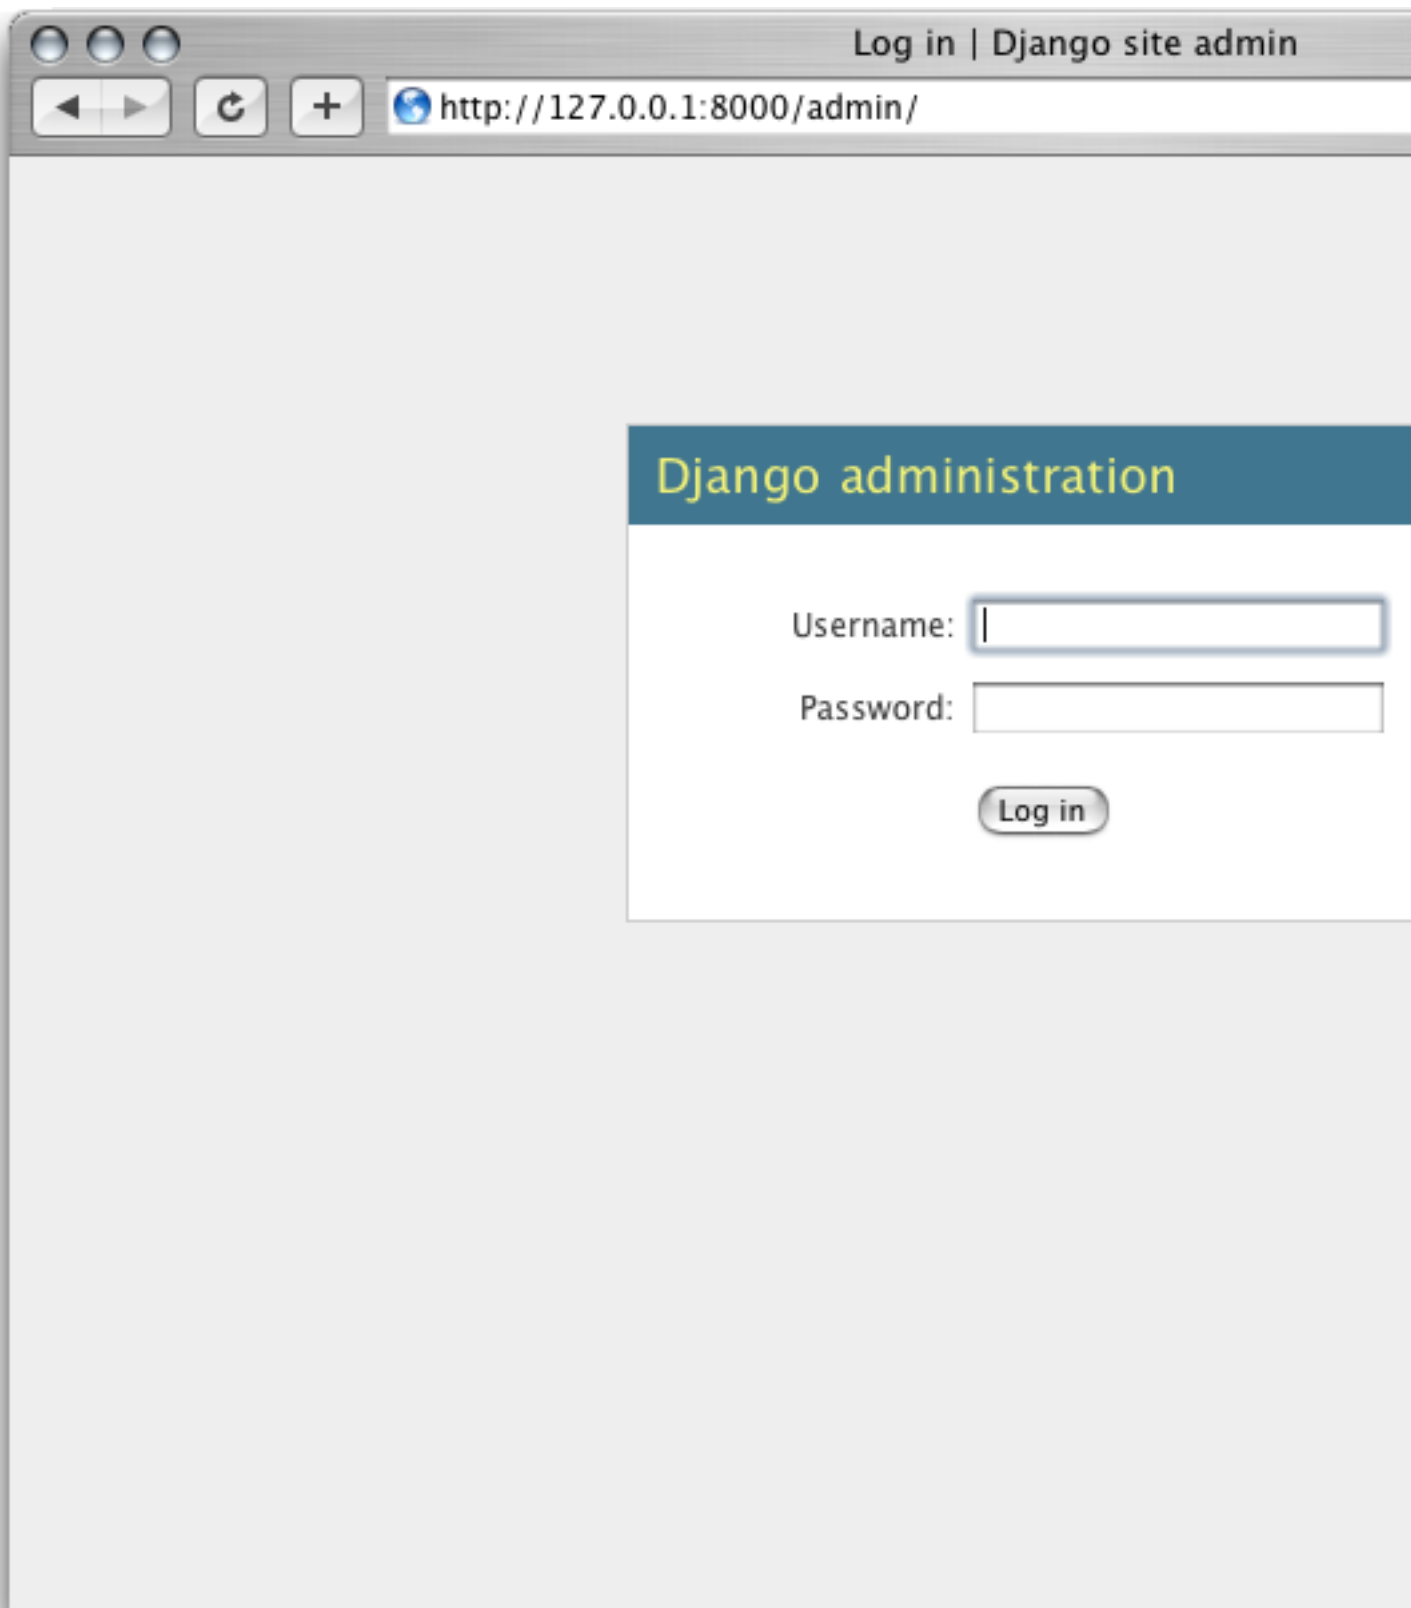 Log in | Django site admin
http://127.0.0.1:8000/admin/
Django administration
Username:
Password:
Log in